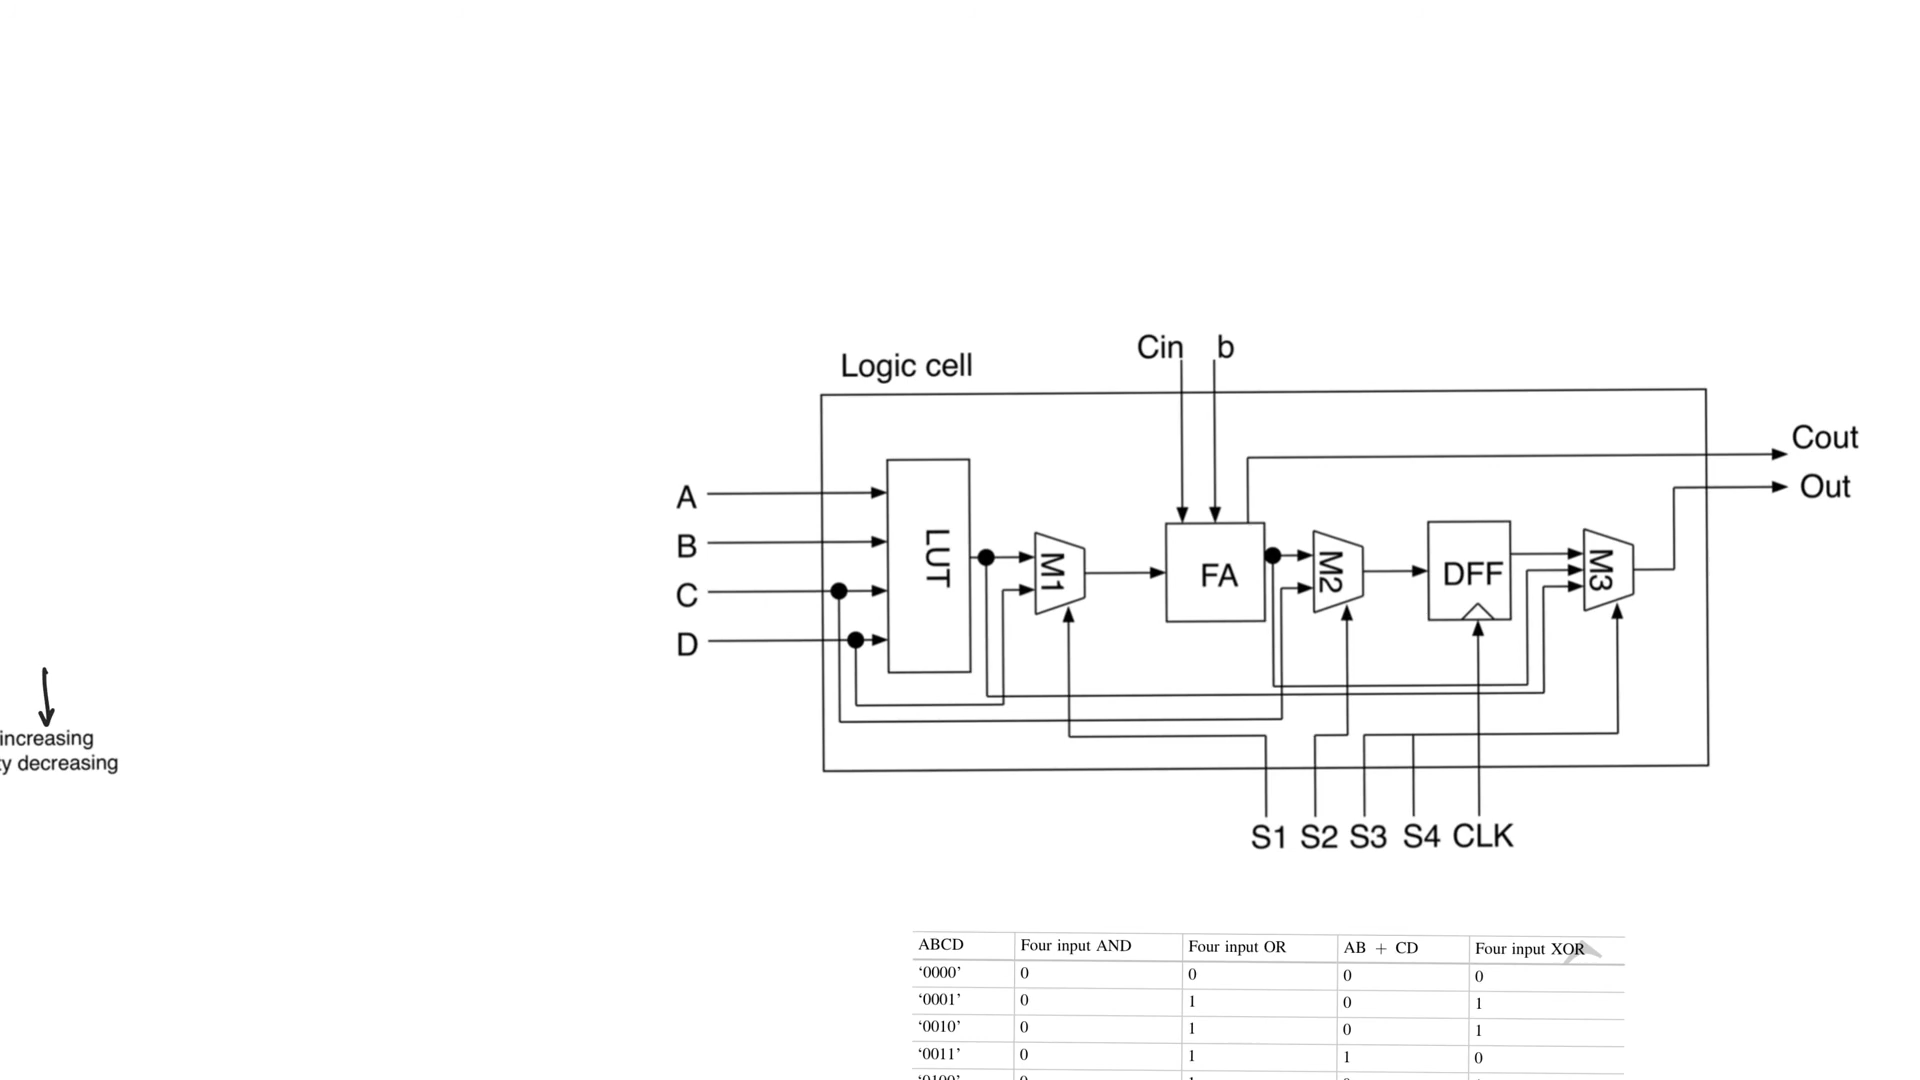 Cin b
Logic cell
Cout
Out
A
B
C
D
LUT
M1
FA
M2
DFF
M3
increasing
y decreasing
S1 S2 S3 S4 CLK
ABCD Four input AND Four input OR AB + CD Four input XOR
‘0000’ 0 0 0 0
‘0001’ 0 1 0 1
‘0010’ 0 1 0 1
‘0011’ 0 1 1 0